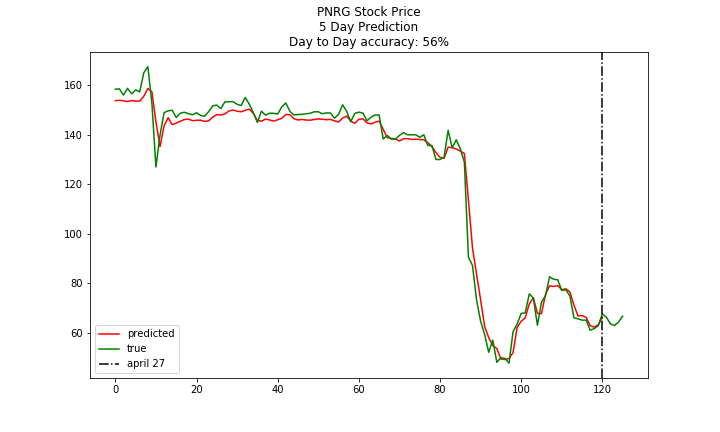 PNRG Stock Price
5 Day Prediction
Day to Day accuracy: 56%
160
140
120
100
80
60
predicted
true
april 27
0 20 40 60 80 100 120